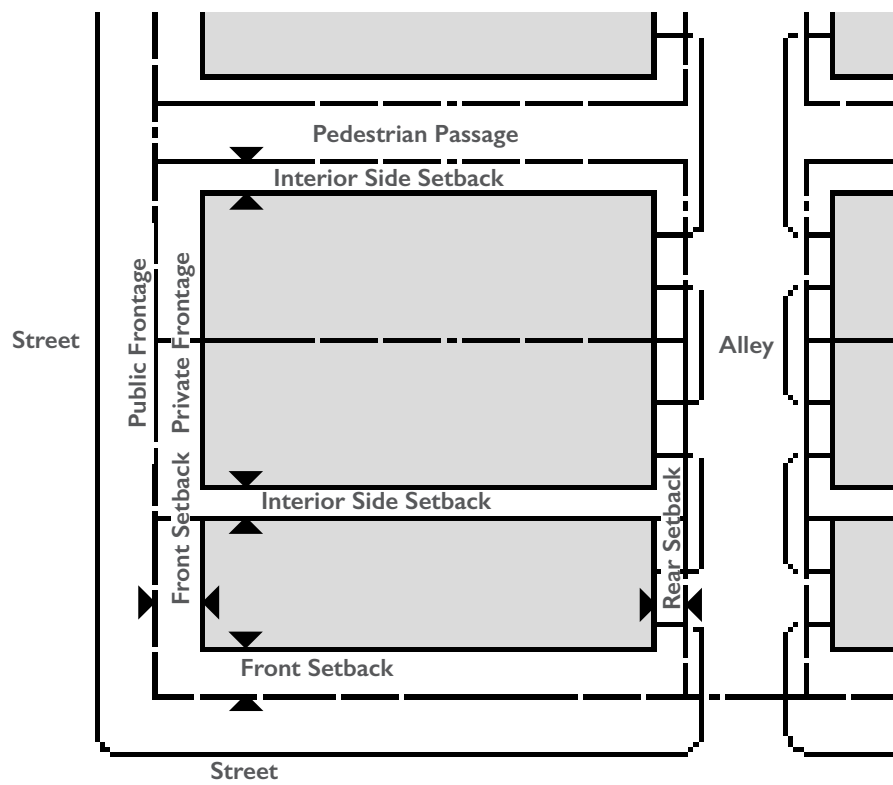 Pedestrian Passage
Interior Side Setback
Public Frontage
Private Frontage
Street
Alley
Interior Side Setback
Front Setback
Rear Setback
Front Setback
Street